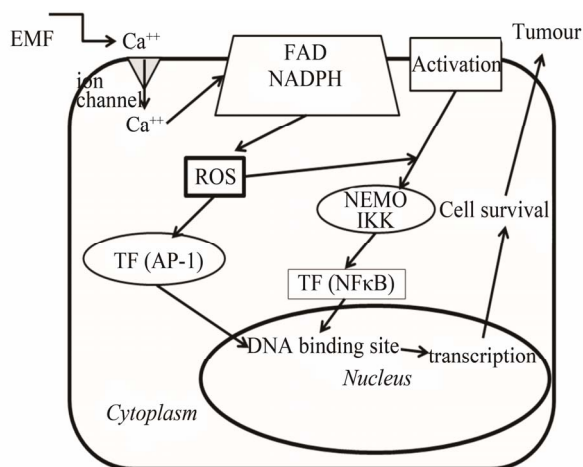 EMF
Ca⁺⁺
ion
channel
Ca⁺⁺
FAD
NADPH
Activation
Tumour
ROS
NEMO
IKK
Cell survival
TF (AP-1)
TF (NFκB)
DNA binding site
transcription
Nucleus
Cytoplasm